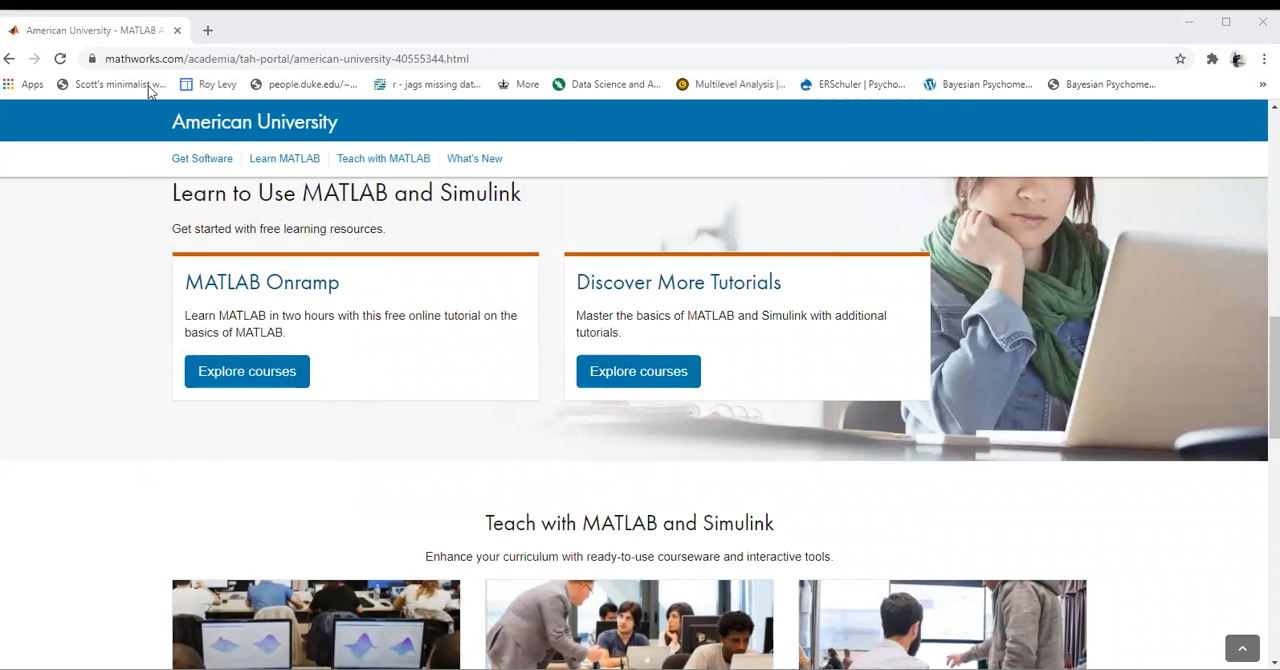 American University - MATLAB A
mathworks.com/academia/tah-portal/american-university-40555344.html
Apps
Scott's minimalist w...
Roy Levy
people.duke.edu/~...
r - jags missing dat...
More
Data Science and A...
Multilevel Analysis |...
ERSchuler | Psycho...
Bayesian Psychome...
Bayesian Psychome...
American University
Get Software
Learn MATLAB
Teach with MATLAB
What's New
Learn to Use MATLAB and Simulink
Get started with free learning resources.
MATLAB Onramp
Learn MATLAB in two hours with this free online tutorial on the
basics of MATLAB.
Explore courses
Discover More Tutorials
Master the basics of MATLAB and Simulink with additional
tutorials.
Explore courses
Teach with MATLAB and Simulink
Enhance your curriculum with ready-to-use courseware and interactive tools.